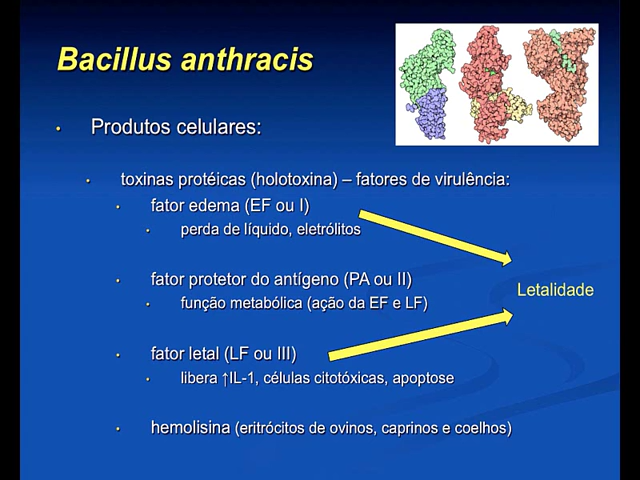 Bacillus anthracis
• Produtos celulares:
• toxinas protéicas (holotoxina) – fatores de virulência:
• fator edema (EF ou I)
• perda de líquido, eletrólitos
• fator protetor do antígeno (PA ou II)
Letalidade
• função metabólica (ação da EF e LF)
• fator letal (LF ou III)
• libera ↑IL-1, células citotóxicas, apoptose
• hemolisina (eritrócitos de ovinos, caprinos e coelhos)